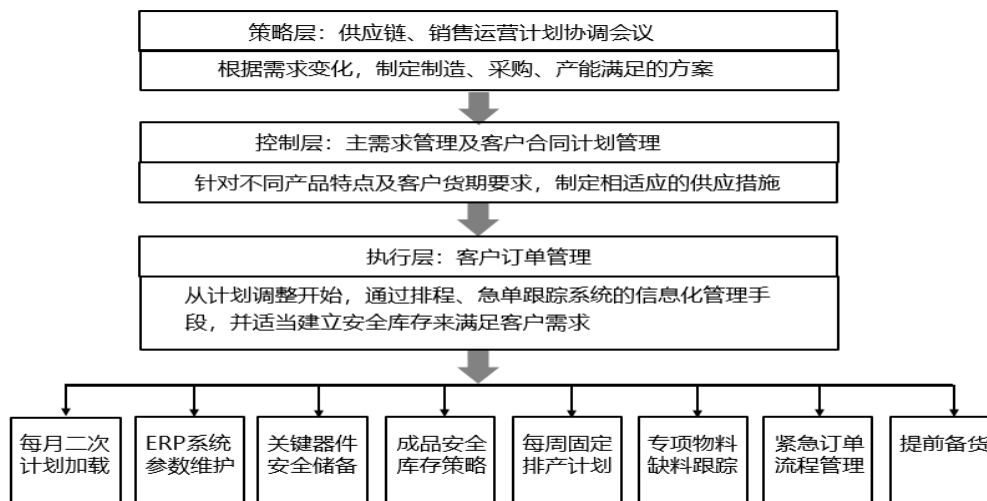 策略层：供应链、销售运营计划协调会议
根据需求变化，制定制造、采购、产能满足的方案
控制层：主需求管理及客户合同计划管理
针对不同产品特点及客户货期要求，制定相适应的供应措施
执行层：客户订单管理
从计划调整开始，通过排程、急单跟踪系统的信息化管理手
段，并适当建立安全库存来满足客户需求
每月二次
计划加载
ERP系统
参数维护
关键器件
安全储备
成品安全
库存策略
每周固定
排产计划
专项物料
缺料跟踪
紧急订单
流程管理
提前备货